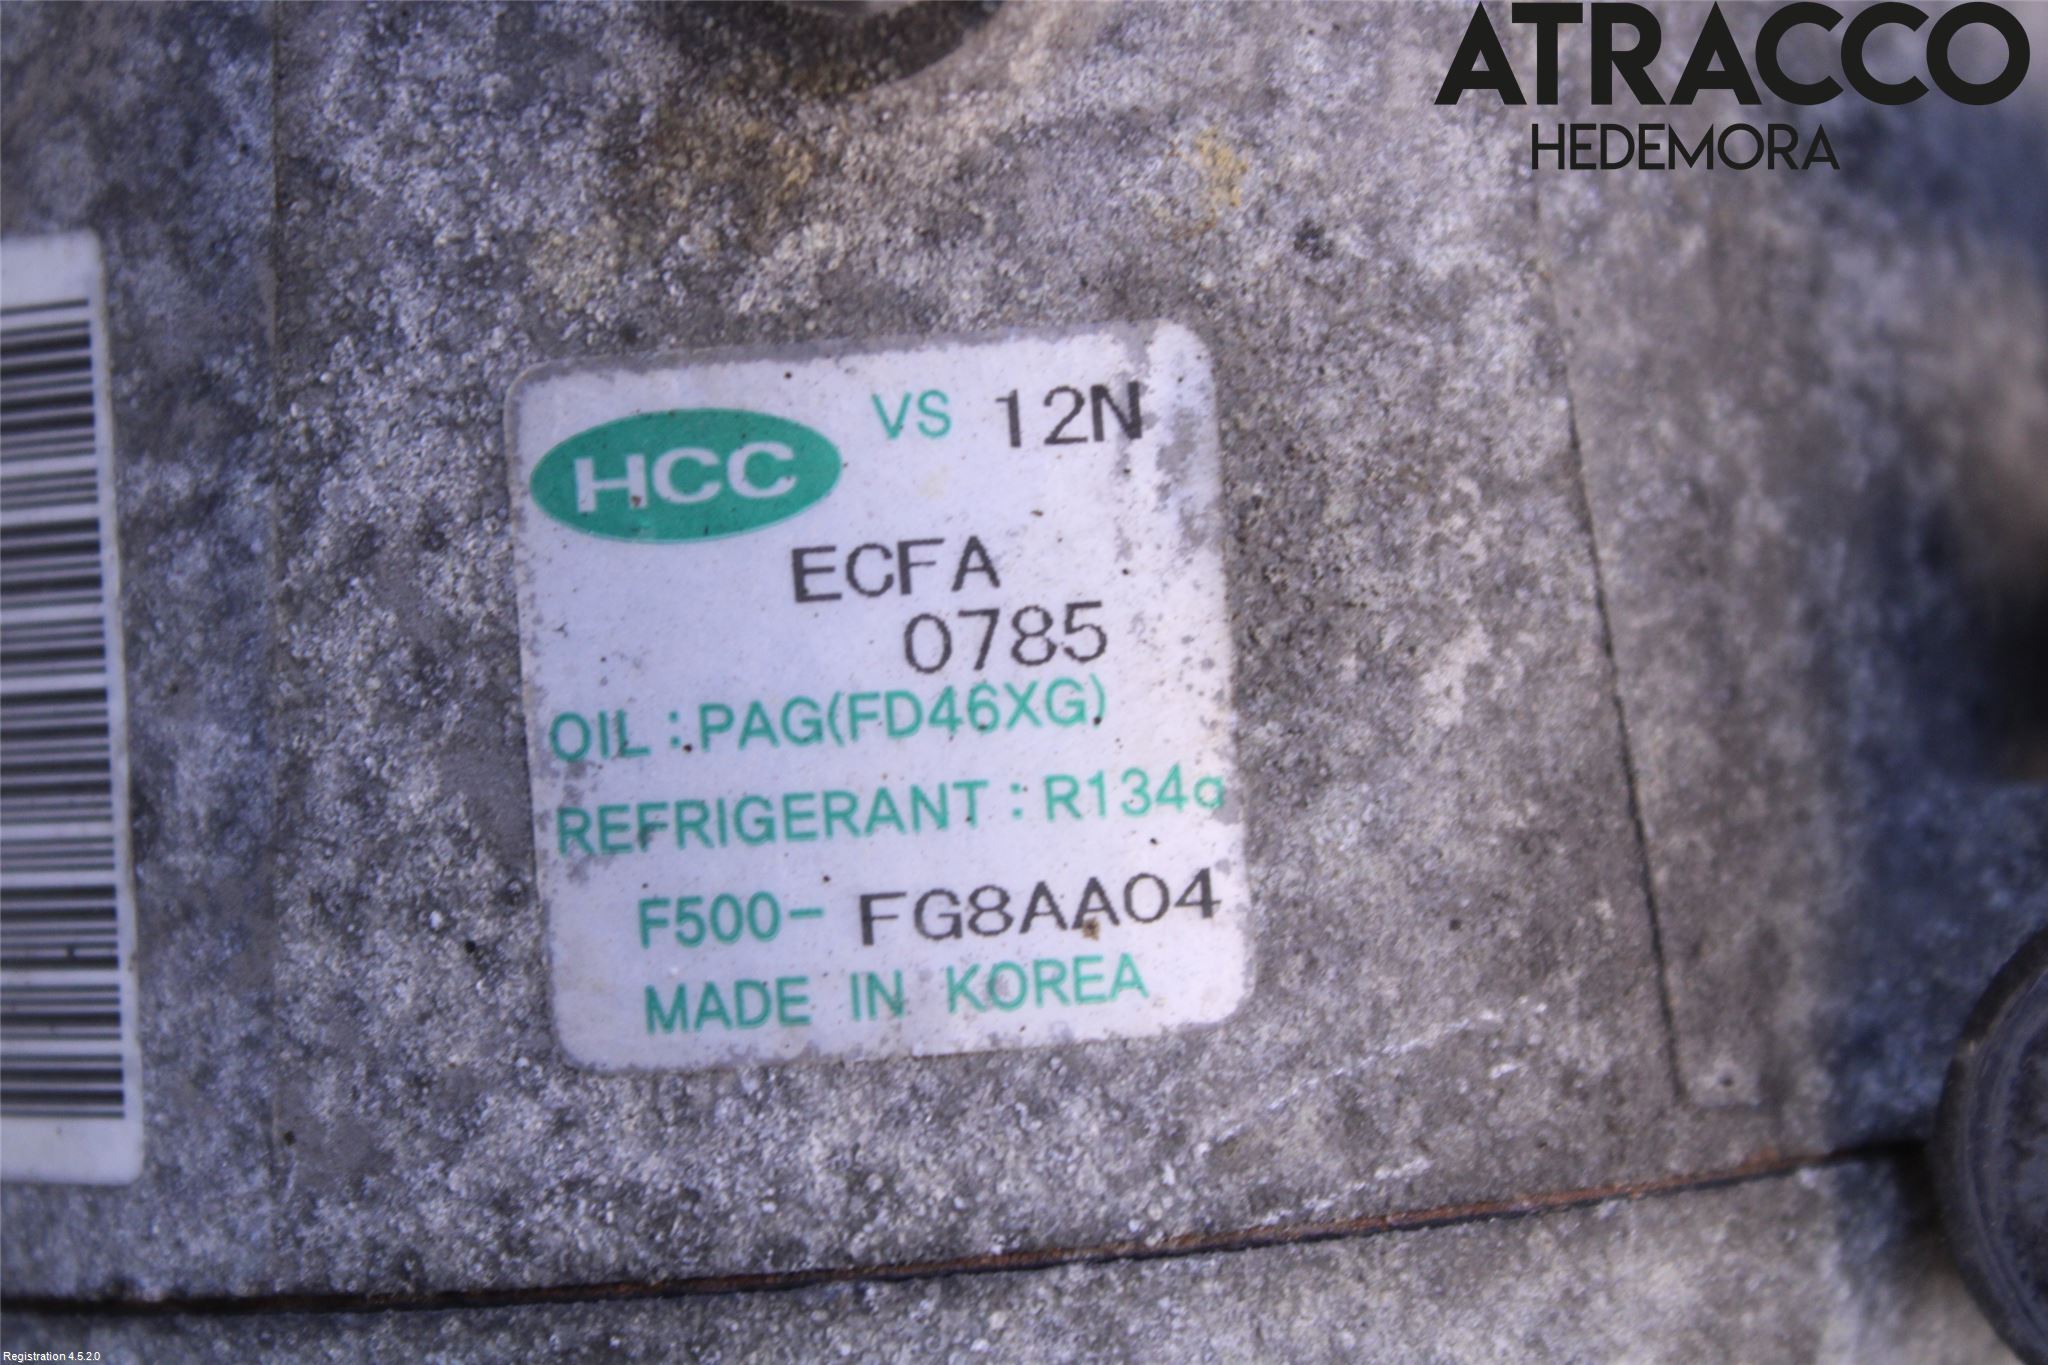 ATRACCO
HEDEMORA
HCC VS 12N
ECFA
0785
OIL : PAG(FD46XG)
REFRIGERANT : R134a
F500- FG8AA04
MADE IN KOREA
Registration 4.5.2.0